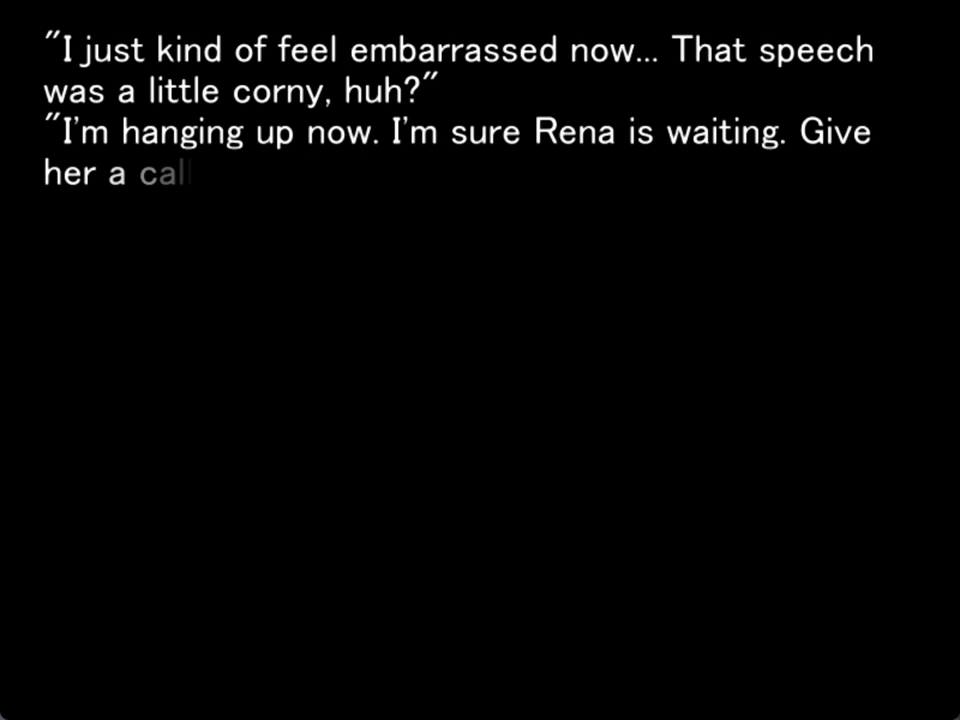 "I just kind of feel embarrassed now... That speech
was a little corny, huh?"
"I'm hanging up now. I'm sure Rena is waiting. Give
her a call